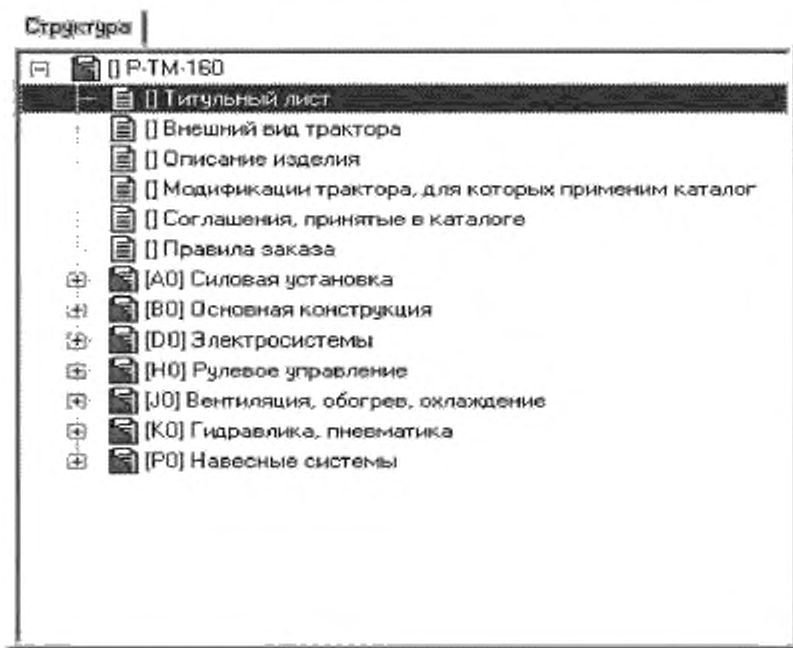 Структура
[] Р-ТМ-160
[] Титульный лист
[] Внешний вид трактора
[] Описание изделия
[] Модификации трактора, для которых применим каталог
[] Соглашения, принятые в каталоге
[] Правила заказа
[A0] Силовая установка
[B0] Основная конструкция
[D0] Электросистемы
[H0] Рулевое управление
[J0] Вентиляция, обогрев, охлаждение
[K0] Гидравлика, пневматика
[P0] Навесные системы